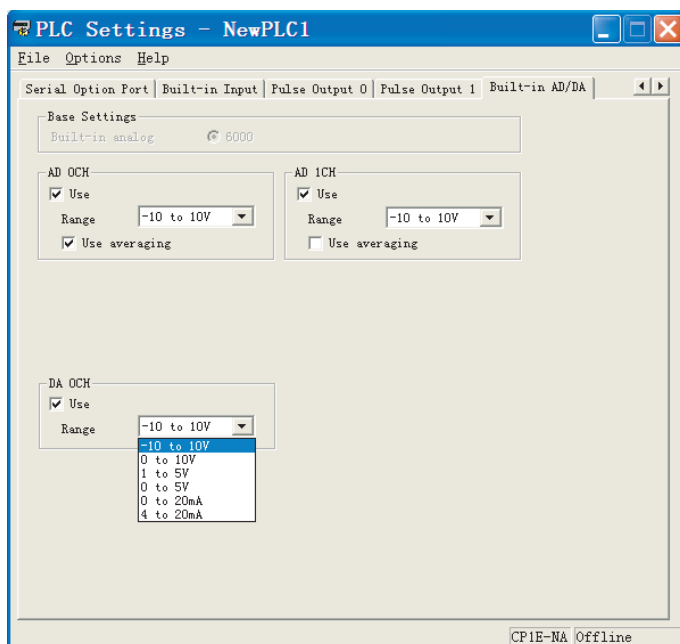 PLC Settings - NewPLC1
File Options Help
Serial Option Port Built-in Input Pulse Output 0 Pulse Output 1 Built-in AD/DA
Base Settings
Built-in analog 6000
AD 0CH
Use
Range -10 to 10V
Use averaging
AD 1CH
Use
Range -10 to 10V
Use averaging
DA 0CH
Use
Range -10 to 10V
-10 to 10V
0 to 10V
1 to 5V
0 to 5V
0 to 20mA
4 to 20mA
CP1E-NA Offline